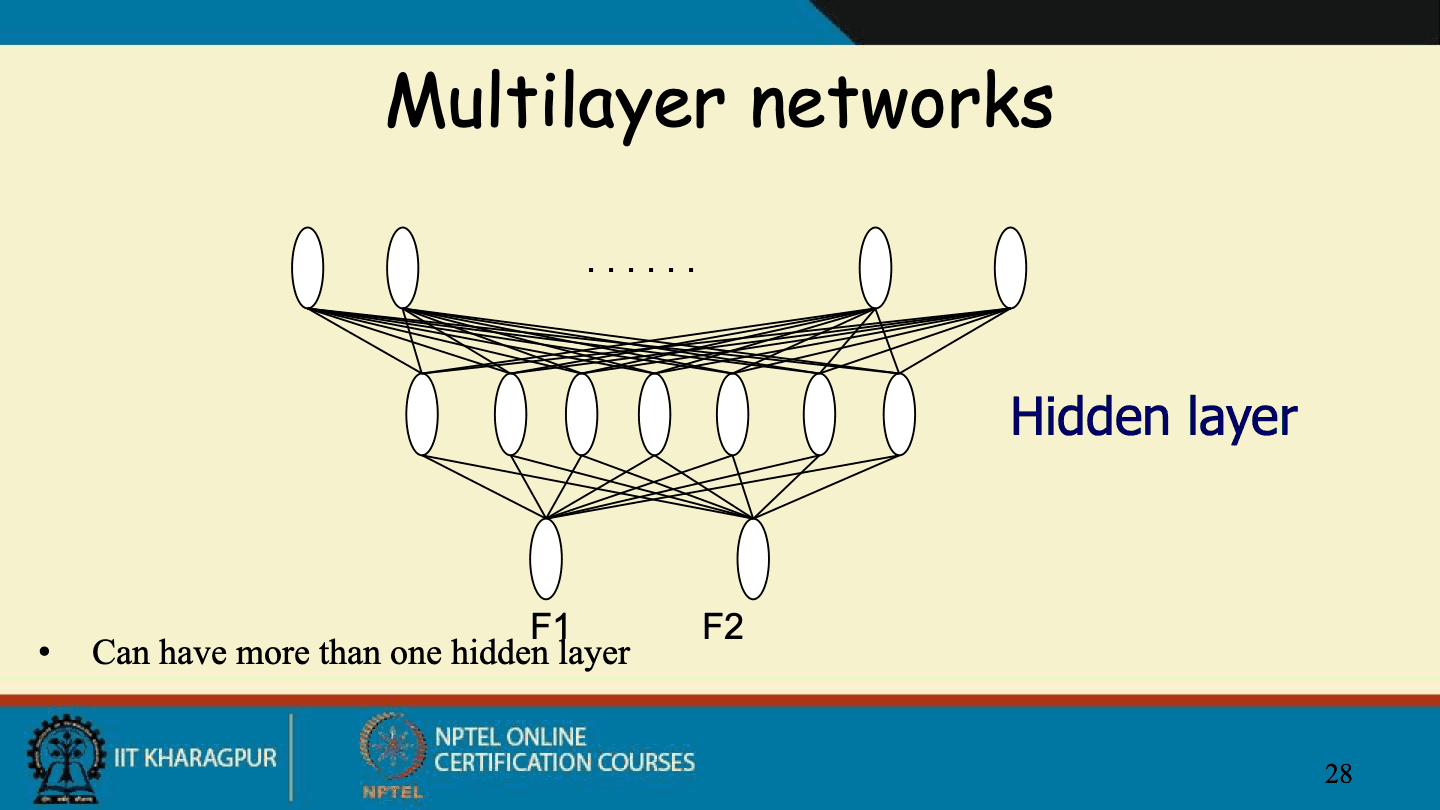 Multilayer networks
. . . . . .
Hidden layer
F1 F2
• Can have more than one hidden layer
IIT KHARAGPUR
NPTEL
NPTEL ONLINE
CERTIFICATION COURSES
28